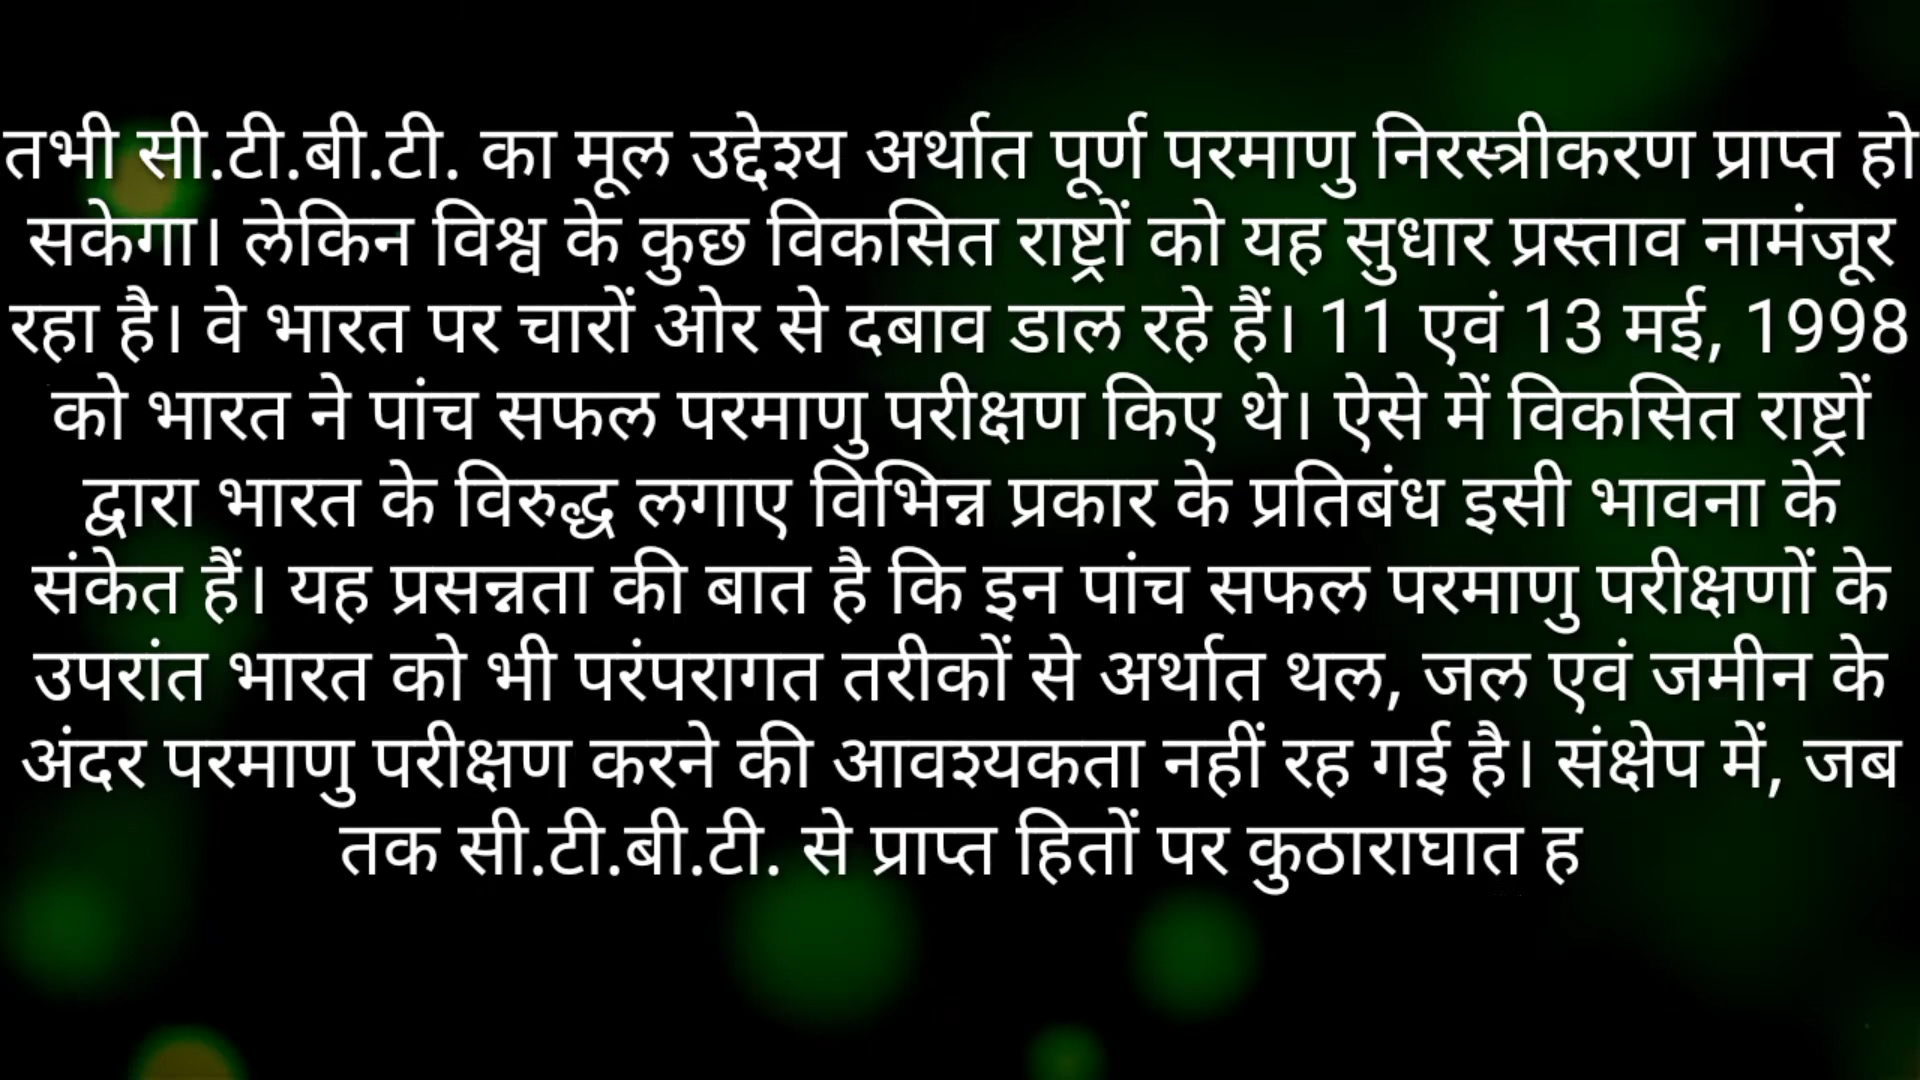 तभी सी.टी.बी.टी. का मूल उद्देश्य अर्थात पूर्ण परमाणु निरस्त्रीकरण प्राप्त हो
सकेगा। लेकिन विश्व के कुछ विकसित राष्ट्रों को यह सुधार प्रस्ताव नामंजूर
रहा है। वे भारत पर चारों ओर से दबाव डाल रहे हैं। 11 एवं 13 मई, 1998
को भारत ने पांच सफल परमाणु परीक्षण किए थे। ऐसे में विकसित राष्ट्रों
द्वारा भारत के विरुद्ध लगाए विभिन्न प्रकार के प्रतिबंध इसी भावना के
संकेत हैं। यह प्रसन्नता की बात है कि इन पांच सफल परमाणु परीक्षणों के
उपरांत भारत को भी परंपरागत तरीकों से अर्थात थल, जल एवं जमीन के
अंदर परमाणु परीक्षण करने की आवश्यकता नहीं रह गई है। संक्षेप में, जब
तक सी.टी.बी.टी. से प्राप्त हितों पर कुठाराघात ह